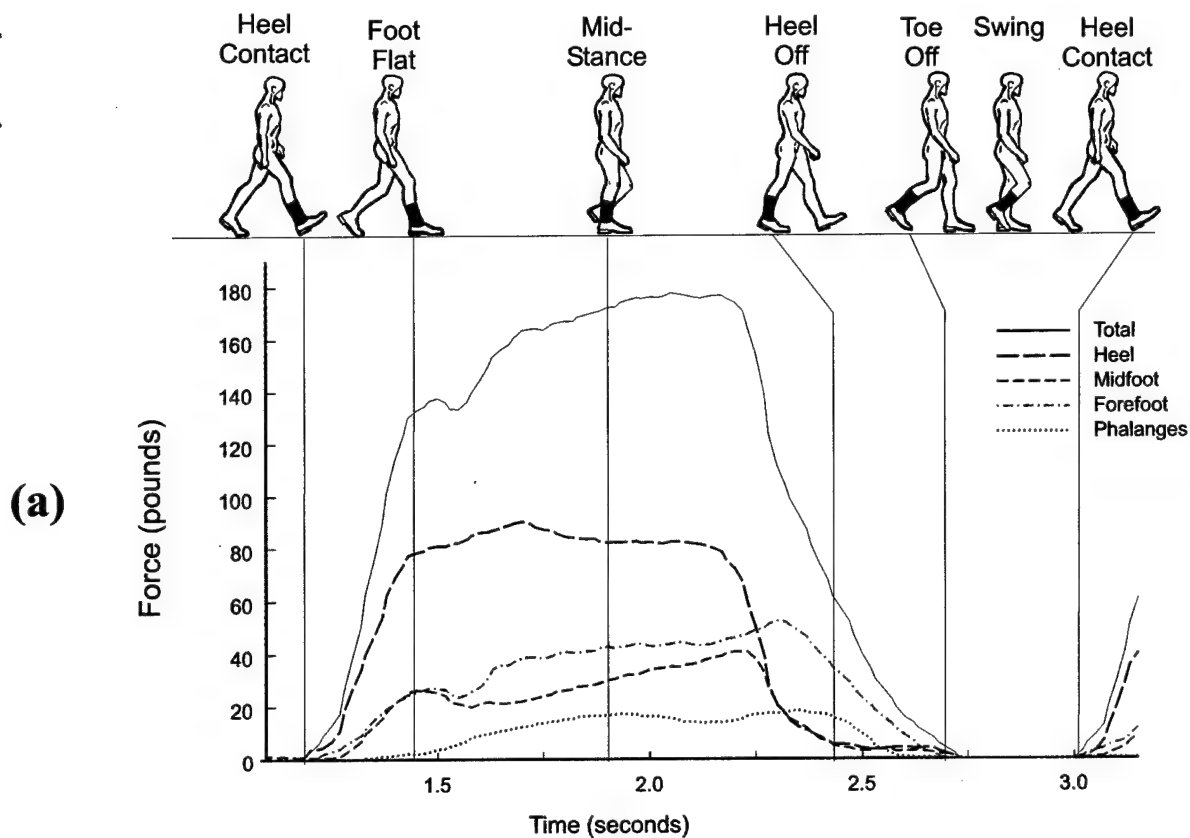 Heel
Contact
Foot
Flat
Mid-
Stance
Heel
Off
Toe
Off
Swing
Heel
Contact
(a)
Force (pounds)
180
160
140
120
100
80
60
40
20
0
Total
Heel
Midfoot
Forefoot
Phalanges
1.5
2.0
2.5
3.0
Time (seconds)